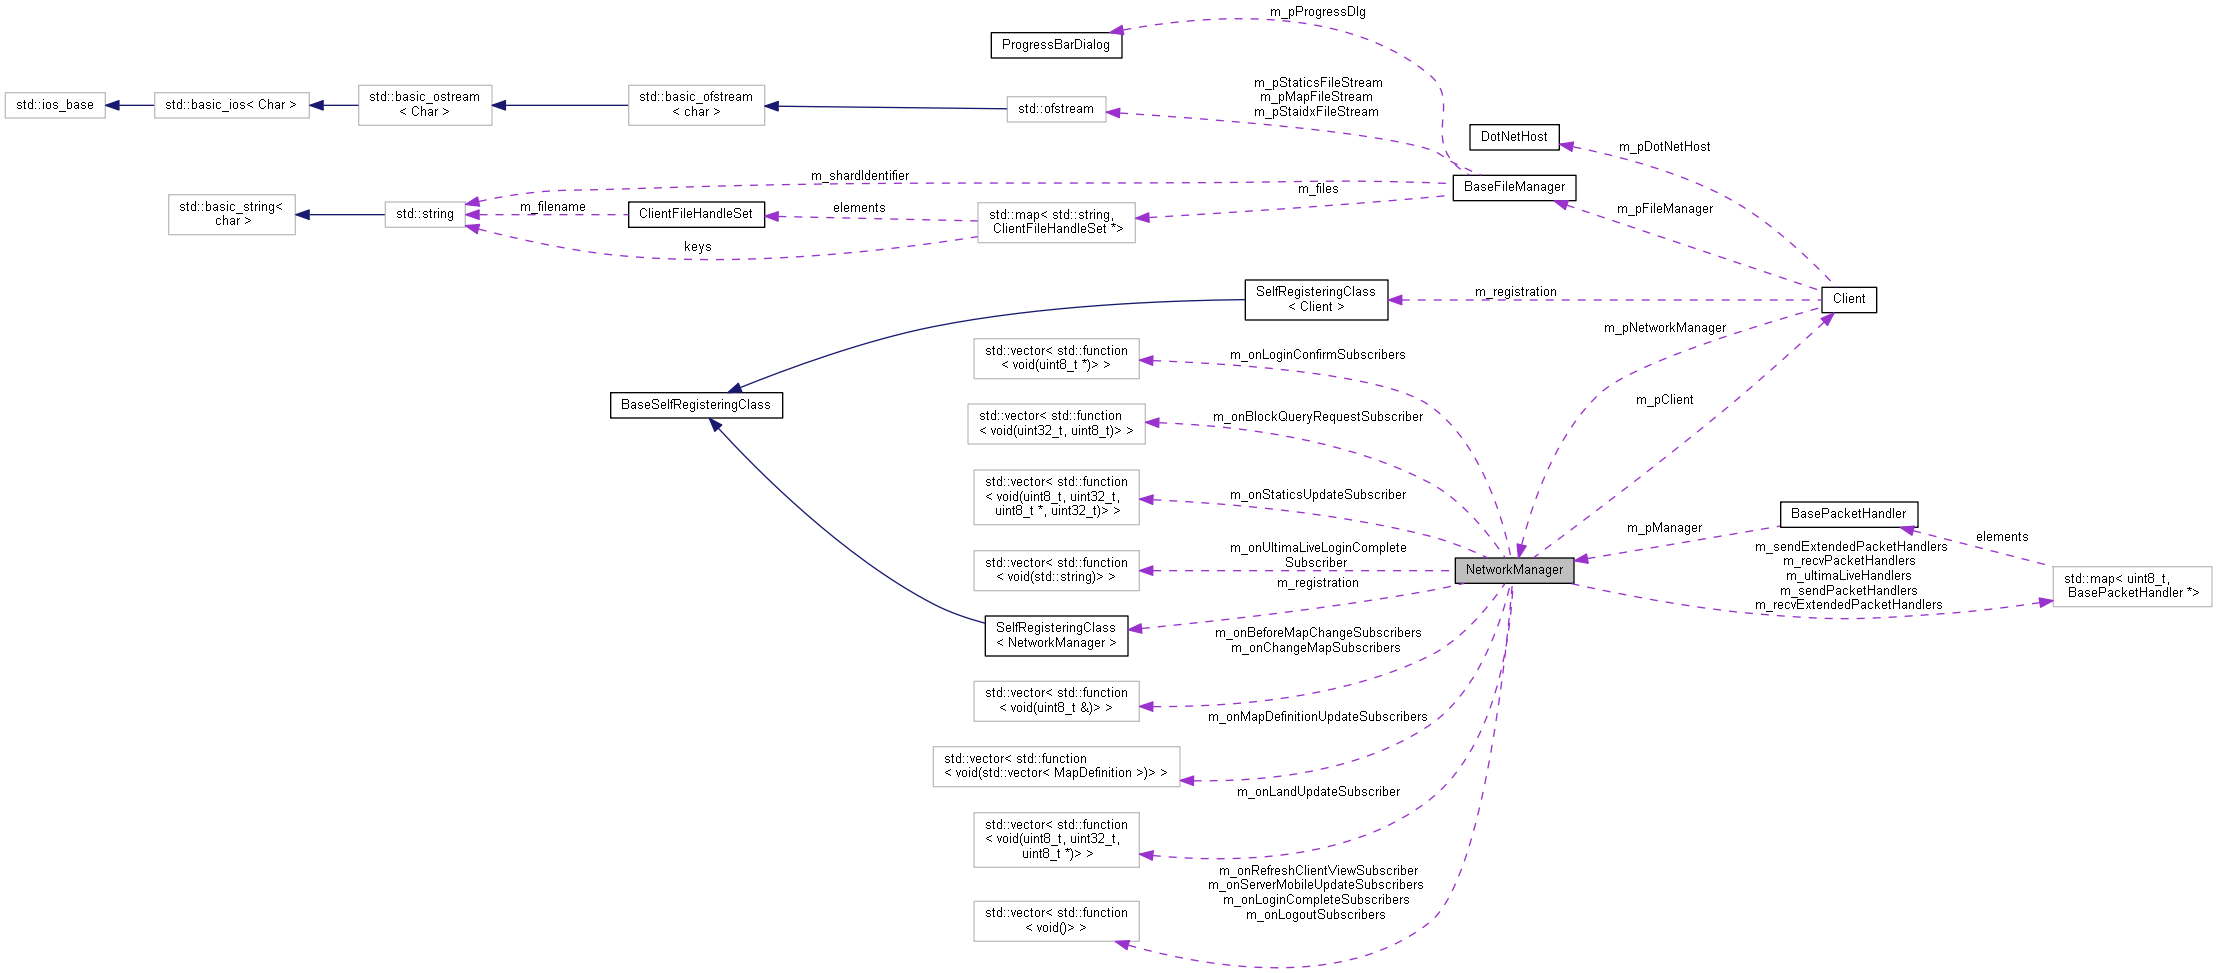 m_pProgressDlg
ProgressBarDialog
std::ios_base
std::basic_ios< Char >
std::basic_ostream
< Char >
std::basic_ofstream
< char >
std::ofstream
m_pStaticsFileStream
m_pMapFileStream
m_pStaidxFileStream
DotNetHost
m_pDotNetHost
m_shardIdentifier
BaseFileManager
m_files
std::basic_string<
char >
std::string
m_filename
ClientFileHandleSet
elements
std::map< std::string,
ClientFileHandleSet *>
m_pFileManager
keys
SelfRegisteringClass
< Client >
m_registration
Client
m_pNetworkManager
std::vector< std::function
< void(uint8_t *)> >
m_onLoginConfirmSubscribers
BaseSelfRegisteringClass
m_pClient
std::vector< std::function
< void(uint32_t, uint8_t)> >
m_onBlockQueryRequestSubscriber
std::vector< std::function
< void(uint8_t, uint32_t,
uint8_t *, uint32_t)> >
m_onStaticsUpdateSubscriber
BasePacketHandler
m_pManager
elements
m_onUltimaLiveLoginComplete
Subscriber
std::vector< std::function
< void(std::string)> >
NetworkManager
m_sendExtendedPacketHandlers
m_recvPacketHandlers
m_ultimaLiveHandlers
m_sendPacketHandlers
m_recvExtendedPacketHandlers
std::map< uint8_t,
BasePacketHandler *>
m_registration
SelfRegisteringClass
< NetworkManager >
m_onBeforeMapChangeSubscribers
m_onChangeMapSubscribers
std::vector< std::function
< void(uint8_t &)> >
m_onMapDefinitionUpdateSubscribers
std::vector< std::function
< void(std::vector< MapDefinition >)> >
m_onLandUpdateSubscriber
std::vector< std::function
< void(uint8_t, uint32_t,
uint8_t *)> >
m_onRefreshClientViewSubscriber
m_onServerMobileUpdateSubscribers
m_onLoginCompleteSubscribers
m_onLogoutSubscribers
std::vector< std::function
< void()> >